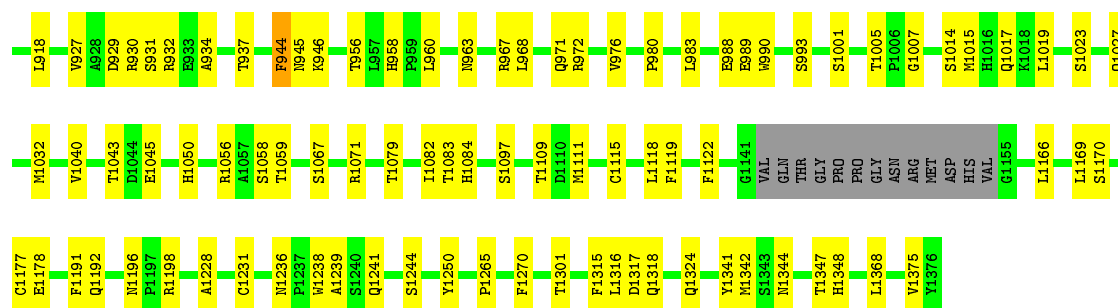 L918 V927 A928 D929 R930 S931 R932 E933 A934 T937 F944 N945 K946 T956 L957 H958 P959 L960 N963 R967 L968 Q971 R972 V976 P980 L983 E988 E989 W990 S993 S1001 T1005 P1006 G1007 S1014 M1015 H1016 Q1017 K1018 L1019 S1023
M1032 V1040 T1043 D1044 E1045 H1050 R1056 A1057 S1058 T1059 S1067 R1071 T1079 I1082 T1083 H1084 S1097 T1109 D1110 M1111 C1115 L1118 F1119 F1122 G1141 VAL GLN THR GLY PRO PRO GLY ASN ARG MET ASP HIS VAL G1155 L1166 L1169 S1170
C1177 E1178 F1191 Q1192 N1196 P1197 R1198 A1228 C1231 N1236 P1237 W1238 A1239 S1240 Q1241 S1244 Y1250 P1265 F1270 T1301 F1315 L1316 D1317 Q1318 Q1324 Y1341 M1342 S1343 N1344 T1347 H1348 L1368 V1375 Y1376